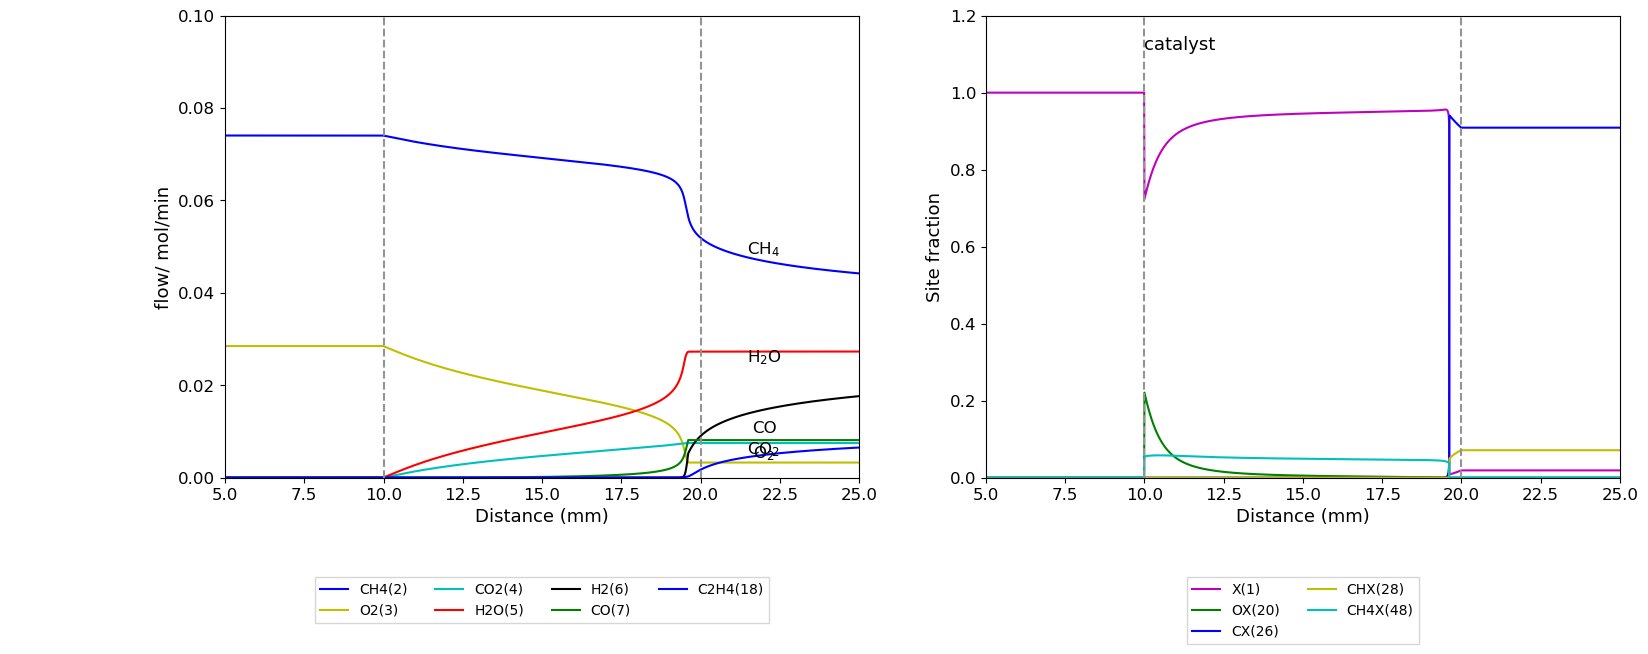 0.10
0.08
0.06
0.04
0.02
0.00
flow/ mol/min
CH₄
H₂O
CO
CO₂
O₂
5.0 7.5 10.0 12.5 15.0 17.5 20.0 22.5 25.0
Distance (mm)
CH4(2) CO2(4) H2(6) C2H4(18)
O2(3) H2O(5) CO(7)
1.2
1.0
0.8
0.6
0.4
0.2
0.0
Site fraction
catalyst
5.0 7.5 10.0 12.5 15.0 17.5 20.0 22.5 25.0
Distance (mm)
X(1) CHX(28)
OX(20) CH4X(48)
CX(26)